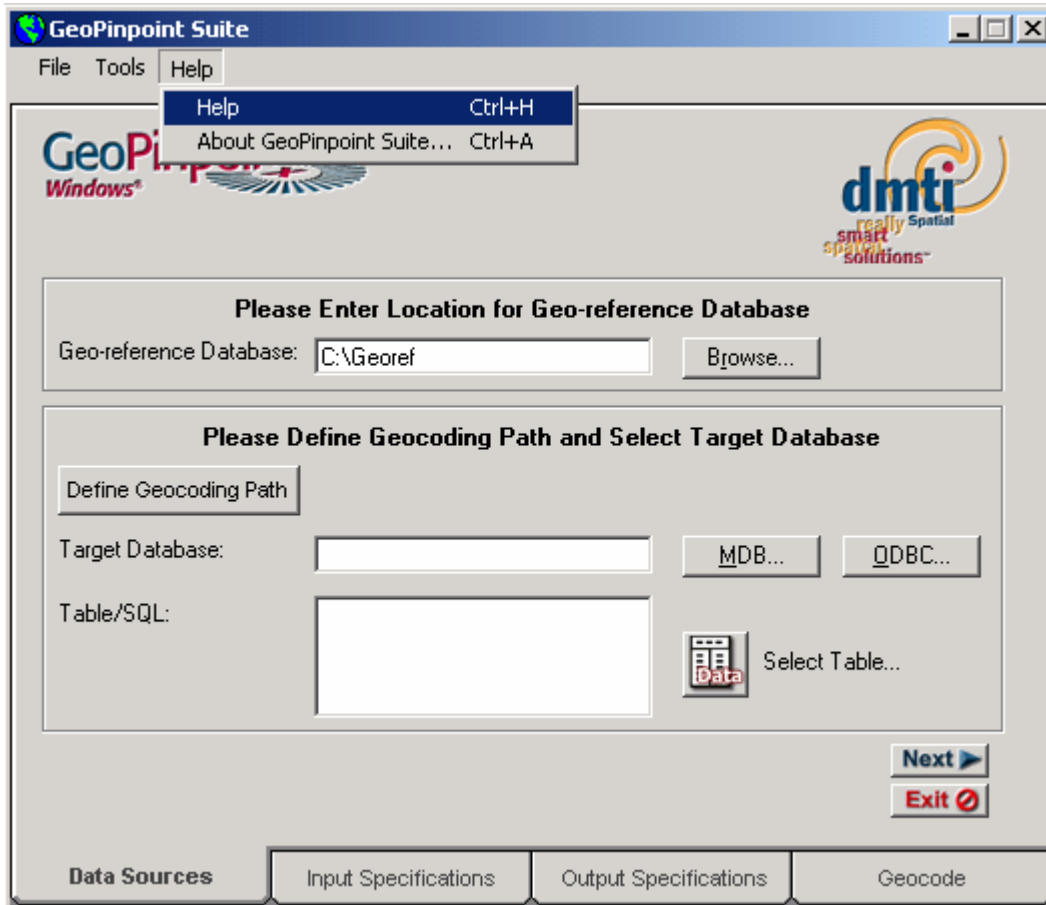 GeoPinpoint Suite
File Tools Help
Help Ctrl+H
About GeoPinpoint Suite... Ctrl+A
Windows®
dmti
Spatial
really
smart
spatial
solutions
Please Enter Location for Geo-reference Database
Geo-reference Database: C:\Georef Browse...
Please Define Geocoding Path and Select Target Database
Define Geocoding Path
Target Database: MDB... ODBC...
Table/SQL:
Data Select Table...
Next
Exit
Data Sources Input Specifications Output Specifications Geocode